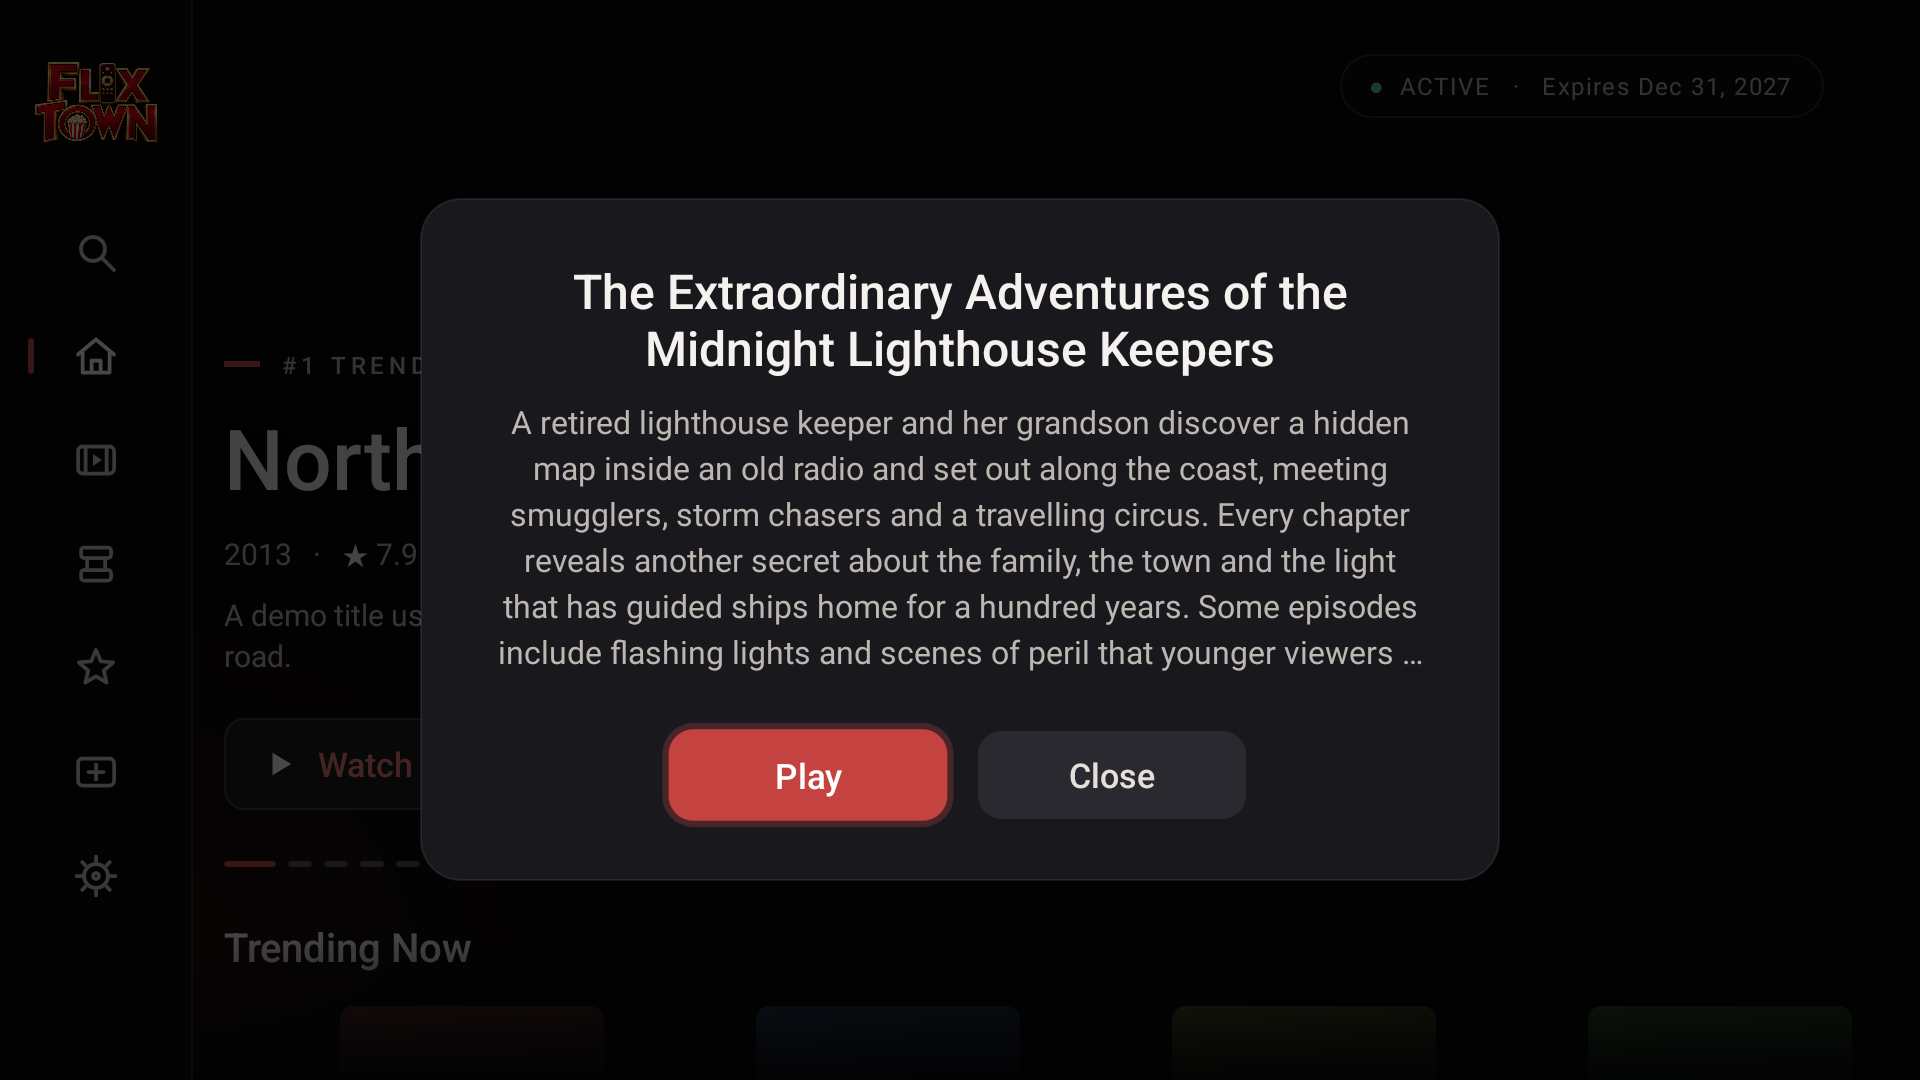 FLIX
TOWN
ACTIVE · Expires Dec 31, 2027
#1 TREND
North
2013 · ★ 7.9
A demo title us
road.
Watch
Trending Now
The Extraordinary Adventures of the
Midnight Lighthouse Keepers
A retired lighthouse keeper and her grandson discover a hidden
map inside an old radio and set out along the coast, meeting
smugglers, storm chasers and a travelling circus. Every chapter
reveals another secret about the family, the town and the light
that has guided ships home for a hundred years. Some episodes
include flashing lights and scenes of peril that younger viewers …
Play
Close